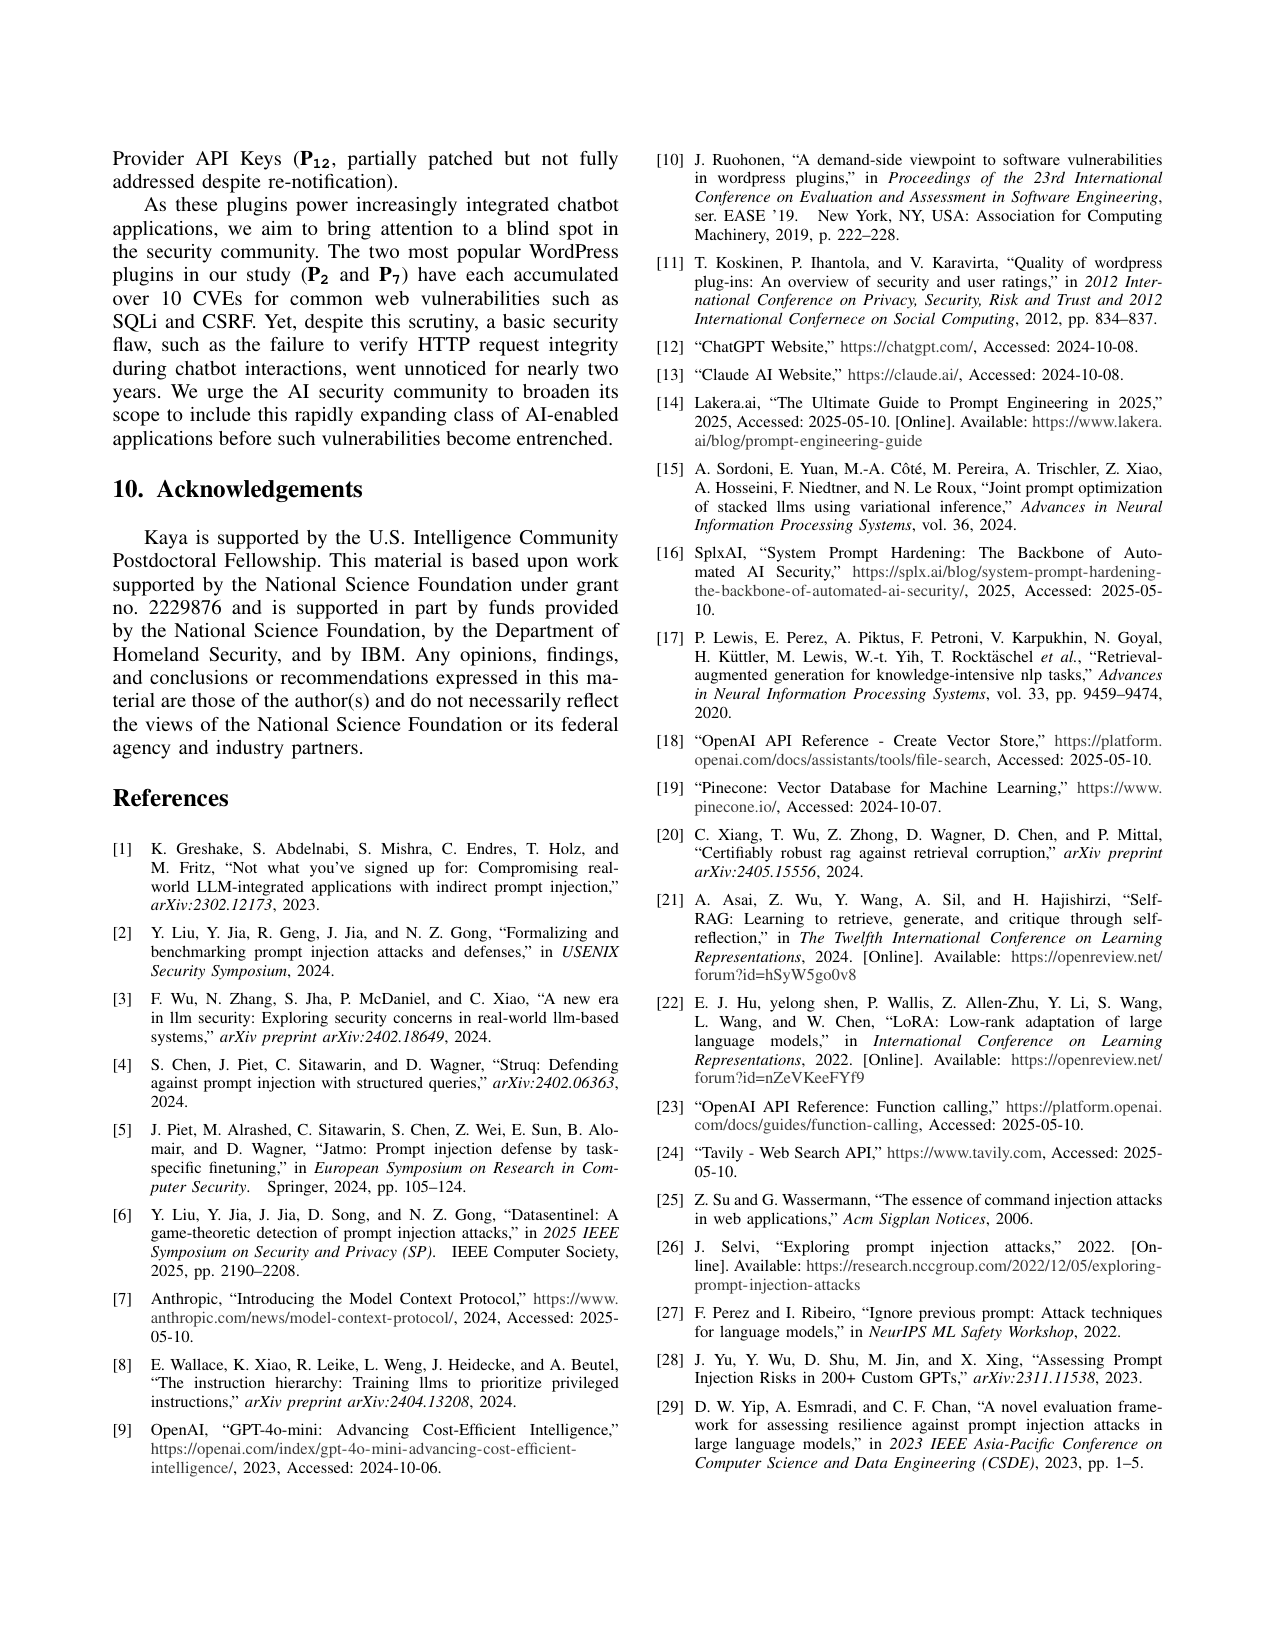 Provider API Keys (P12, partially patched but not fully
addressed despite re-notification).
As these plugins power increasingly integrated chatbot
applications, we aim to bring attention to a blind spot in
the security community. The two most popular WordPress
plugins in our study (P2 and P7) have each accumulated
over 10 CVEs for common web vulnerabilities such as
SQLi and CSRF. Yet, despite this scrutiny, a basic security
flaw, such as the failure to verify HTTP request integrity
during chatbot interactions, went unnoticed for nearly two
years. We urge the AI security community to broaden its
scope to include this rapidly expanding class of AI-enabled
applications before such vulnerabilities become entrenched.
10. Acknowledgements
Kaya is supported by the U.S. Intelligence Community
Postdoctoral Fellowship. This material is based upon work
supported by the National Science Foundation under grant
no. 2229876 and is supported in part by funds provided
by the National Science Foundation, by the Department of
Homeland Security, and by IBM. Any opinions, findings,
and conclusions or recommendations expressed in this ma-
terial are those of the author(s) and do not necessarily reflect
the views of the National Science Foundation or its federal
agency and industry partners.
References
[1] K. Greshake, S. Abdelnabi, S. Mishra, C. Endres, T. Holz, and
M. Fritz, “Not what you’ve signed up for: Compromising real-
world LLM-integrated applications with indirect prompt injection,”
arXiv:2302.12173, 2023.
[2] Y. Liu, Y. Jia, R. Geng, J. Jia, and N. Z. Gong, “Formalizing and
benchmarking prompt injection attacks and defenses,” in USENIX
Security Symposium, 2024.
[3] F. Wu, N. Zhang, S. Jha, P. McDaniel, and C. Xiao, “A new era
in llm security: Exploring security concerns in real-world llm-based
systems,” arXiv preprint arXiv:2402.18649, 2024.
[4] S. Chen, J. Piet, C. Sitawarin, and D. Wagner, “Struq: Defending
against prompt injection with structured queries,” arXiv:2402.06363,
2024.
[5] J. Piet, M. Alrashed, C. Sitawarin, S. Chen, Z. Wei, E. Sun, B. Alo-
mair, and D. Wagner, “Jatmo: Prompt injection defense by task-
specific finetuning,” in European Symposium on Research in Com-
puter Security. Springer, 2024, pp. 105–124.
[6] Y. Liu, Y. Jia, J. Jia, D. Song, and N. Z. Gong, “Datasentinel: A
game-theoretic detection of prompt injection attacks,” in 2025 IEEE
Symposium on Security and Privacy (SP). IEEE Computer Society,
2025, pp. 2190–2208.
[7] Anthropic, “Introducing the Model Context Protocol,” https://www.
anthropic.com/news/model-context-protocol/, 2024, Accessed: 2025-
05-10.
[8] E. Wallace, K. Xiao, R. Leike, L. Weng, J. Heidecke, and A. Beutel,
“The instruction hierarchy: Training llms to prioritize privileged
instructions,” arXiv preprint arXiv:2404.13208, 2024.
[9] OpenAI, “GPT-4o-mini: Advancing Cost-Efficient Intelligence,”
https://openai.com/index/gpt-4o-mini-advancing-cost-efficient-
intelligence/, 2023, Accessed: 2024-10-06.
[10] J. Ruohonen, “A demand-side viewpoint to software vulnerabilities
in wordpress plugins,” in Proceedings of the 23rd International
Conference on Evaluation and Assessment in Software Engineering,
ser. EASE ’19. New York, NY, USA: Association for Computing
Machinery, 2019, p. 222–228.
[11] T. Koskinen, P. Ihantola, and V. Karavirta, “Quality of wordpress
plug-ins: An overview of security and user ratings,” in 2012 Inter-
national Conference on Privacy, Security, Risk and Trust and 2012
International Confernece on Social Computing, 2012, pp. 834–837.
[12] “ChatGPT Website,” https://chatgpt.com/, Accessed: 2024-10-08.
[13] “Claude AI Website,” https://claude.ai/, Accessed: 2024-10-08.
[14] Lakera.ai, “The Ultimate Guide to Prompt Engineering in 2025,”
2025, Accessed: 2025-05-10. [Online]. Available: https://www.lakera.
ai/blog/prompt-engineering-guide
[15] A. Sordoni, E. Yuan, M.-A. Côté, M. Pereira, A. Trischler, Z. Xiao,
A. Hosseini, F. Niedtner, and N. Le Roux, “Joint prompt optimization
of stacked llms using variational inference,” Advances in Neural
Information Processing Systems, vol. 36, 2024.
[16] SplxAI, “System Prompt Hardening: The Backbone of Auto-
mated AI Security,” https://splx.ai/blog/system-prompt-hardening-
the-backbone-of-automated-ai-security/, 2025, Accessed: 2025-05-
10.
[17] P. Lewis, E. Perez, A. Piktus, F. Petroni, V. Karpukhin, N. Goyal,
H. Küttler, M. Lewis, W.-t. Yih, T. Rocktäschel et al., “Retrieval-
augmented generation for knowledge-intensive nlp tasks,” Advances
in Neural Information Processing Systems, vol. 33, pp. 9459–9474,
2020.
[18] “OpenAI API Reference - Create Vector Store,” https://platform.
openai.com/docs/assistants/tools/file-search, Accessed: 2025-05-10.
[19] “Pinecone: Vector Database for Machine Learning,” https://www.
pinecone.io/, Accessed: 2024-10-07.
[20] C. Xiang, T. Wu, Z. Zhong, D. Wagner, D. Chen, and P. Mittal,
“Certifiably robust rag against retrieval corruption,” arXiv preprint
arXiv:2405.15556, 2024.
[21] A. Asai, Z. Wu, Y. Wang, A. Sil, and H. Hajishirzi, “Self-
RAG: Learning to retrieve, generate, and critique through self-
reflection,” in The Twelfth International Conference on Learning
Representations, 2024. [Online]. Available: https://openreview.net/
forum?id=hSyW5go0v8
[22] E. J. Hu, yelong shen, P. Wallis, Z. Allen-Zhu, Y. Li, S. Wang,
L. Wang, and W. Chen, “LoRA: Low-rank adaptation of large
language models,” in International Conference on Learning
Representations, 2022. [Online]. Available: https://openreview.net/
forum?id=nZeVKeeFYf9
[23] “OpenAI API Reference: Function calling,” https://platform.openai.
com/docs/guides/function-calling, Accessed: 2025-05-10.
[24] “Tavily - Web Search API,” https://www.tavily.com, Accessed: 2025-
05-10.
[25] Z. Su and G. Wassermann, “The essence of command injection attacks
in web applications,” Acm Sigplan Notices, 2006.
[26] J. Selvi, “Exploring prompt injection attacks,” 2022. [On-
line]. Available: https://research.nccgroup.com/2022/12/05/exploring-
prompt-injection-attacks
[27] F. Perez and I. Ribeiro, “Ignore previous prompt: Attack techniques
for language models,” in NeurIPS ML Safety Workshop, 2022.
[28] J. Yu, Y. Wu, D. Shu, M. Jin, and X. Xing, “Assessing Prompt
Injection Risks in 200+ Custom GPTs,” arXiv:2311.11538, 2023.
[29] D. W. Yip, A. Esmradi, and C. F. Chan, “A novel evaluation frame-
work for assessing resilience against prompt injection attacks in
large language models,” in 2023 IEEE Asia-Pacific Conference on
Computer Science and Data Engineering (CSDE), 2023, pp. 1–5.